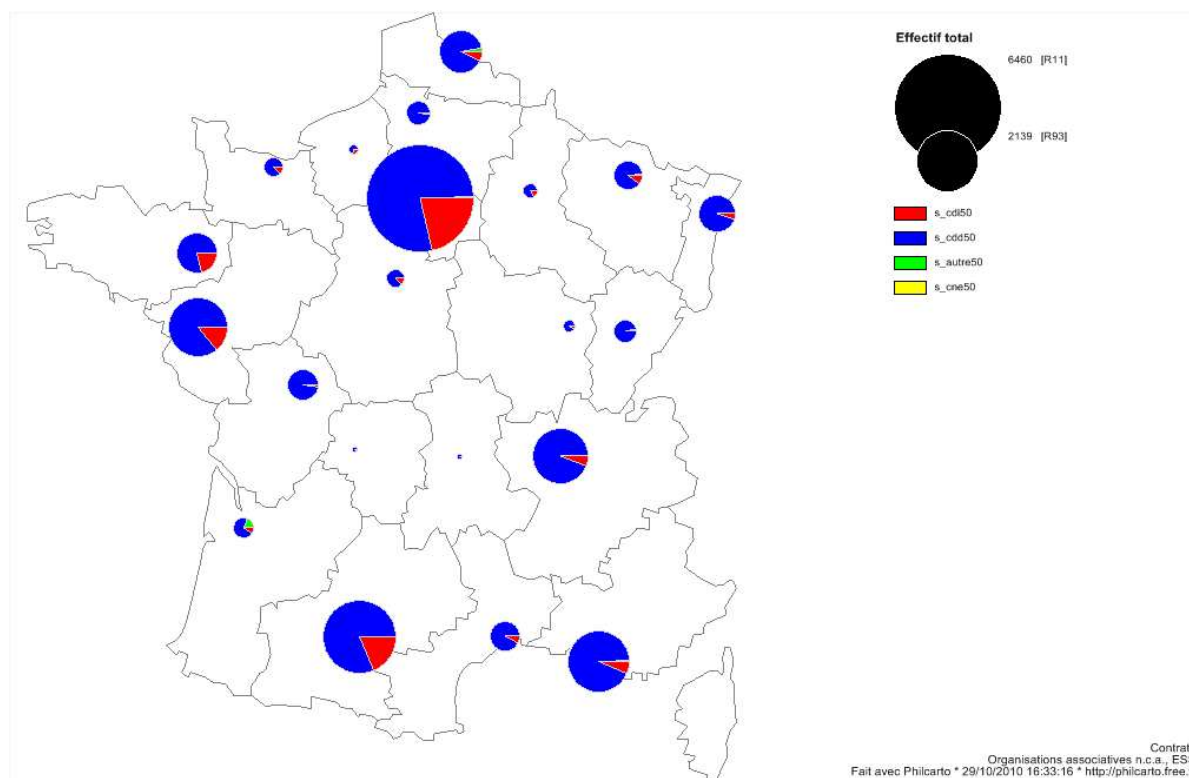 Effectif total
6460 [R11]
2139 [R93]
s_cdi50
s_cdd50
s_autre50
s_cne50
Contrat
Organisations associatives n.c.a., ES
Fait avec Philcarto * 29/10/2010 16:33:16 * http://philcarto.free.